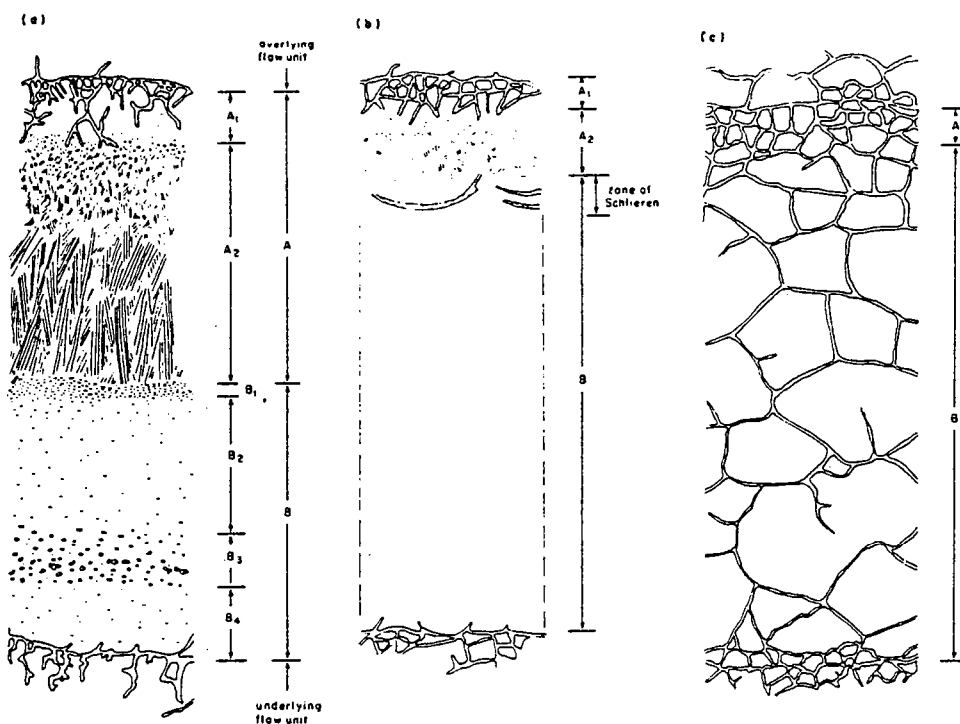 (a)
overlying
flow unit
A₁
A₂
A
B₁
B₂
B₃
B₄
B
underlying
flow unit
(b)
A₁
A₂
zone of
Schlieren
B
(c)
A
B